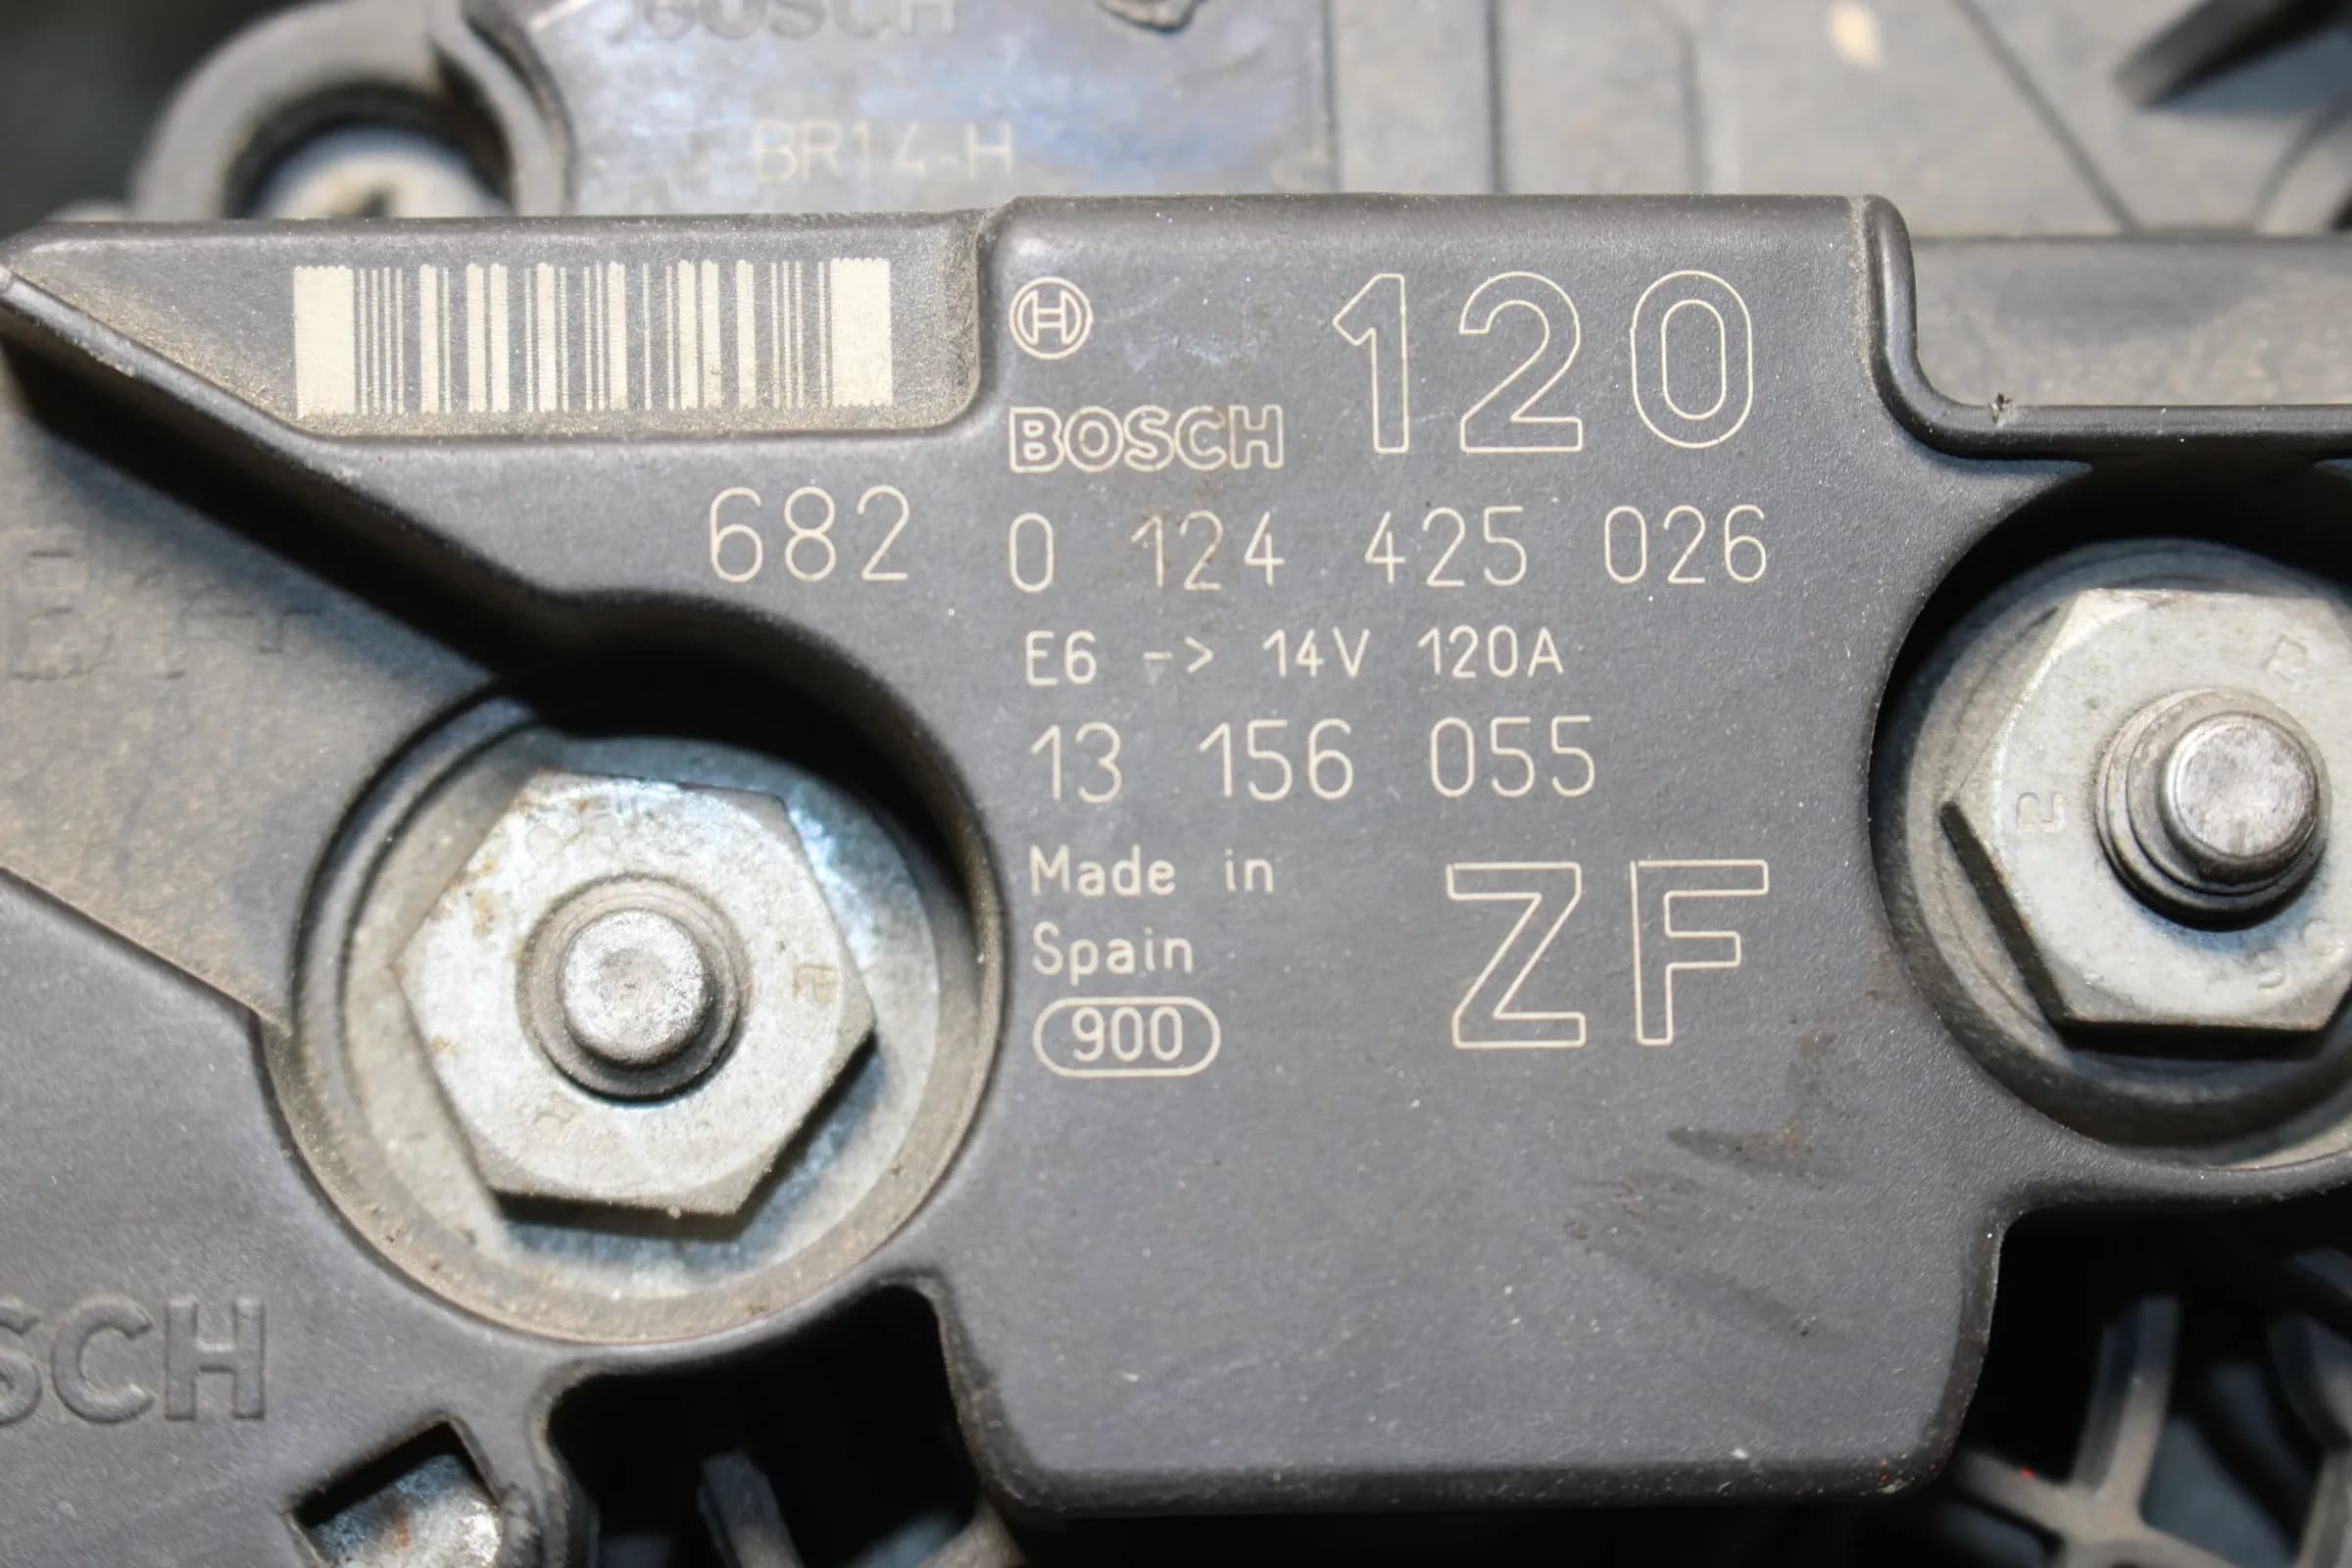 BOSCH
BR14-H
120
BOSCH
682 0 124 425 026
E6 -> 14V 120A
13 156 055
Made in
Spain
ZF
900
SCH